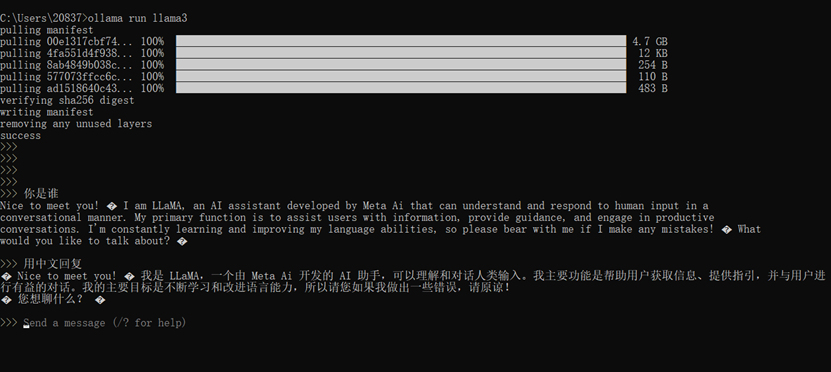 C:\Users\20837>ollama run llama3
pulling manifest
pulling 00e1317cbf74... 100% 4.7 GB
pulling 4fa551d4f938... 100% 12 KB
pulling 8ab4849b038c... 100% 254 B
pulling 577073ffcc6c... 100% 110 B
pulling ad1518640c43... 100% 483 B
verifying sha256 digest
writing manifest
removing any unused layers
success
>>>
>>>
>>>
>>>
>>> 你是谁
Nice to meet you! � I am LLaMA, an AI assistant developed by Meta Ai that can understand and respond to human input in a
conversational manner. My primary function is to assist users with information, provide guidance, and engage in productive
conversations. I'm constantly learning and improving my language abilities, so please bear with me if I make any mistakes! � What
would you like to talk about? �
>>> 用中文回复
� Nice to meet you! � 我是 LLaMA，一个由 Meta Ai 开发的 AI 助手，可以理解和对话人类输入。我主要功能是帮助用户获取信息、提供指引，并与用户进
行有益的对话。我的主要目标是不断学习和改进语言能力，所以请您如果我做出一些错误，请原谅！
� 您想聊什么？ �
>>> Send a message (/? for help)